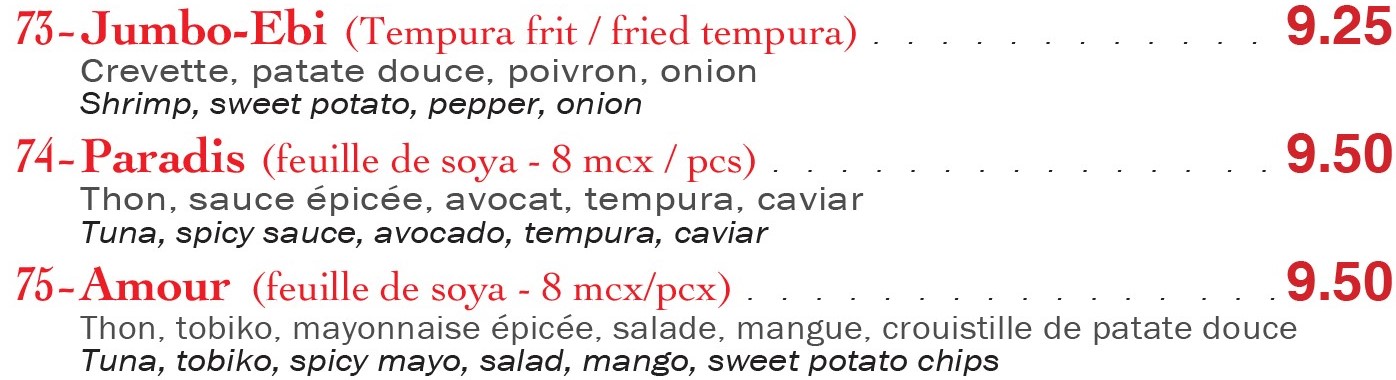 73-Jumbo-Ebi (Tempura frit / fried tempura) . . . . . . . . . . . . 9.25
Crevette, patate douce, poivron, onion
Shrimp, sweet potato, pepper, onion
74-Paradis (feuille de soya - 8 mcx / pcs) . . . . . . . . . . . . . . . 9.50
Thon, sauce épicée, avocat, tempura, caviar
Tuna, spicy sauce, avocado, tempura, caviar
75-Amour (feuille de soya - 8 mcx/pcx) . . . . . . . . . . . . . . . . 9.50
Thon, tobiko, mayonnaise épicée, salade, mangue, crouistille de patate douce
Tuna, tobiko, spicy mayo, salad, mango, sweet potato chips